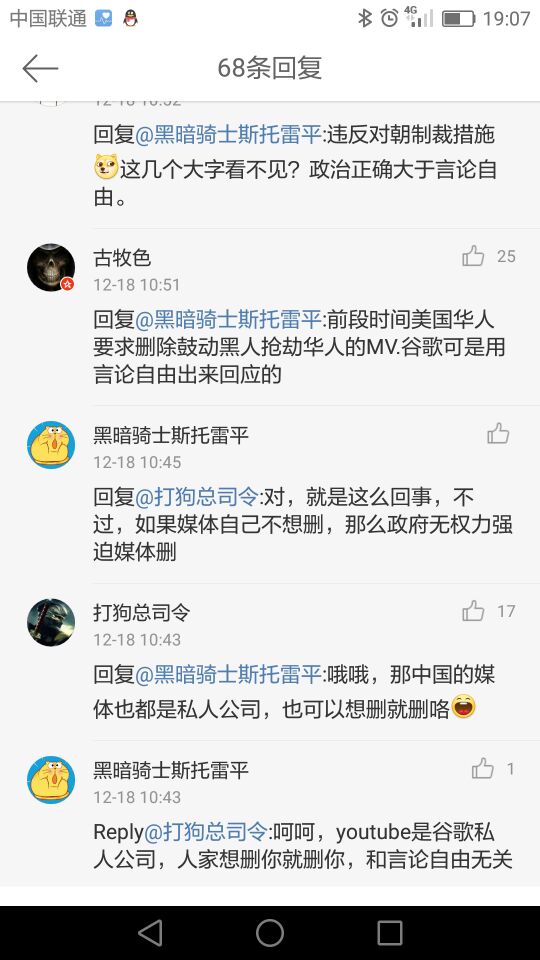 中国联通
4G
19:07
68条回复
回复@黑暗骑士斯托雷平:违反对朝制裁措施
这几个大字看不见？政治正确大于言论自
由。
古牧色
25
12-18 10:51
回复@黑暗骑士斯托雷平:前段时间美国华人
要求删除鼓动黑人抢劫华人的MV.谷歌可是用
言论自由出来回应的
黑暗骑士斯托雷平
12-18 10:45
回复@打狗总司令:对，就是这么回事，不
过，如果媒体自己不想删，那么政府无权力强
迫媒体删
打狗总司令
17
12-18 10:43
回复@黑暗骑士斯托雷平:哦哦，那中国的媒
体也都是私人公司，也可以想删就删咯
黑暗骑士斯托雷平
1
12-18 10:43
Reply@打狗总司令:呵呵，youtube是谷歌私
人公司，人家想删你就删你，和言论自由无关